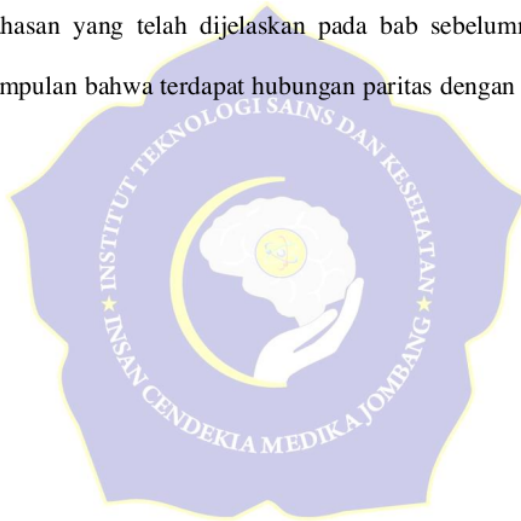 hasan yang telah dijelaskan pada bab sebelumn
mpulan bahwa terdapat hubungan paritas dengan
INSTITUT TEKNOLOGI SAINS DAN KESEHATAN
★ INSAN CENDEKIA MEDIKA JOMBANG ★